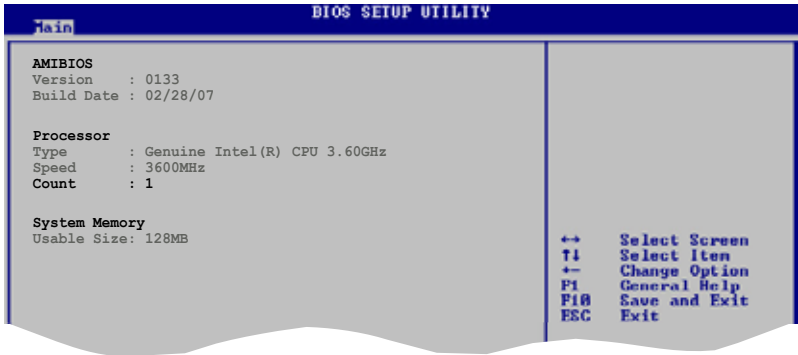 BIOS SETUP UTILITY
Main
AMIBIOS
Version : 0133
Build Date : 02/28/07
Processor
Type : Genuine Intel(R) CPU 3.60GHz
Speed : 3600MHz
Count : 1
System Memory
Usable Size: 128MB
←→ Select Screen
↑↓ Select Item
+- Change Option
F1 General Help
F10 Save and Exit
ESC Exit